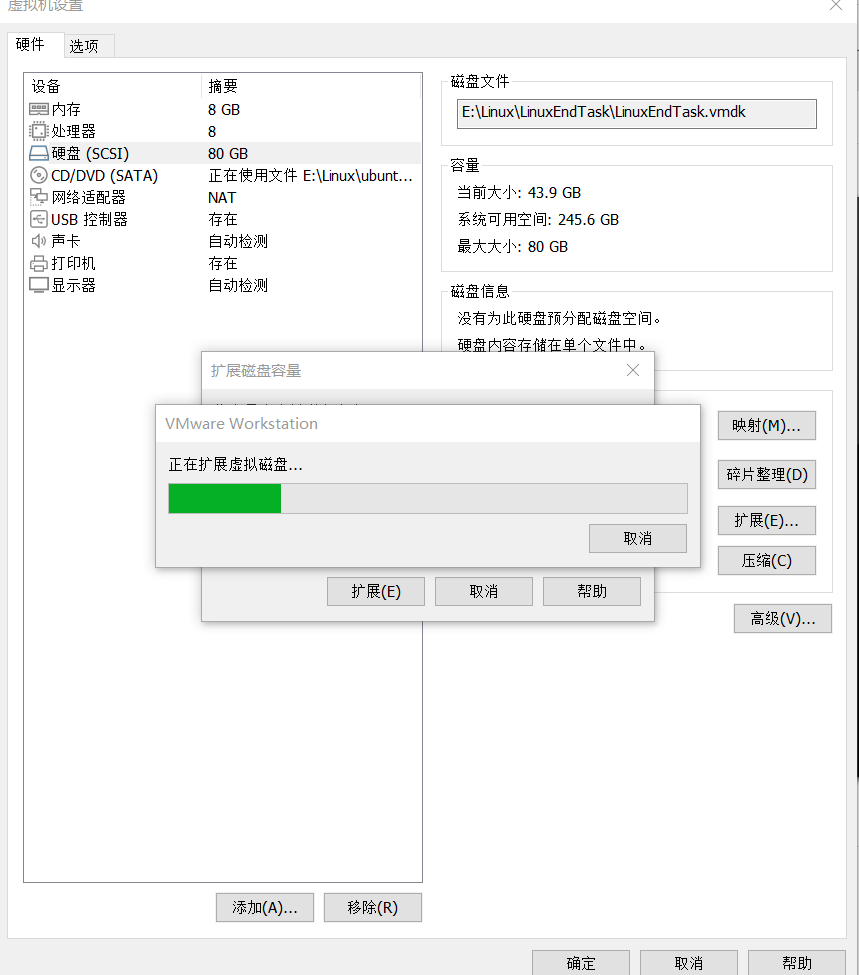 虚拟机设置
硬件 选项
设备 摘要
内存 8 GB
处理器 8
硬盘 (SCSI) 80 GB
CD/DVD (SATA) 正在使用文件 E:\Linux\ubunt...
网络适配器 NAT
USB 控制器 存在
声卡 自动检测
打印机 存在
显示器 自动检测
磁盘文件
E:\Linux\LinuxEndTask\LinuxEndTask.vmdk
容量
当前大小: 43.9 GB
系统可用空间: 245.6 GB
最大大小: 80 GB
磁盘信息
没有为此硬盘预分配磁盘空间。
硬盘内容存储在单个文件中。
扩展磁盘容量
VMware Workstation
正在扩展虚拟磁盘...
取消
扩展(E) 取消 帮助
映射(M)...
碎片整理(D)
扩展(E)...
压缩(C)
高级(V)...
添加(A)... 移除(R)
确定 取消 帮助